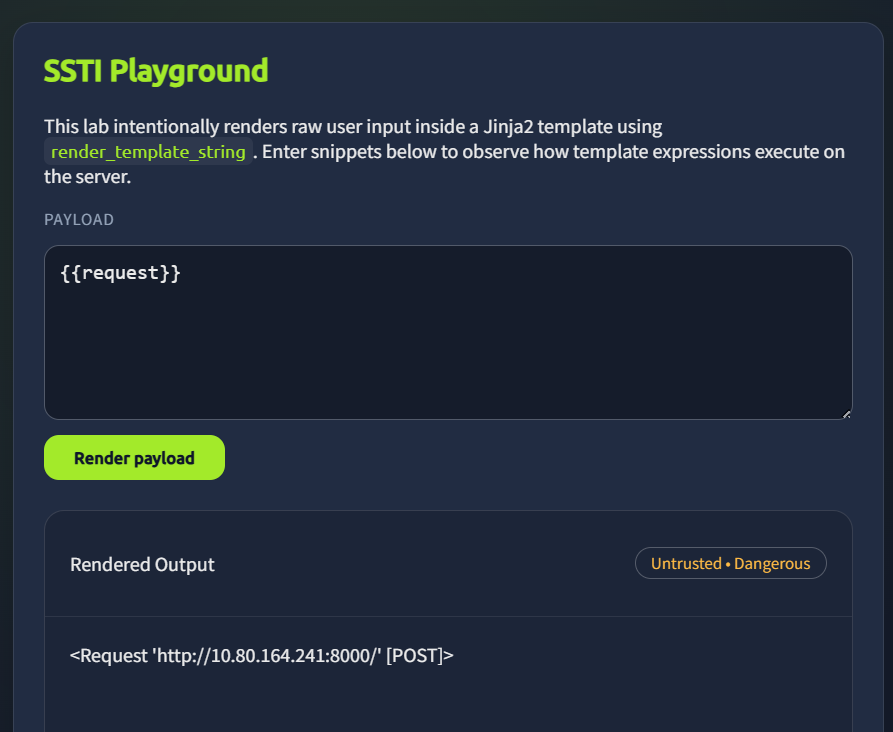 SSTI Playground
This lab intentionally renders raw user input inside a Jinja2 template using
render_template_string . Enter snippets below to observe how template expressions execute on
the server.
PAYLOAD
{{request}}
Render payload
Rendered Output
Untrusted • Dangerous
<Request 'http://10.80.164.241:8000/' [POST]>